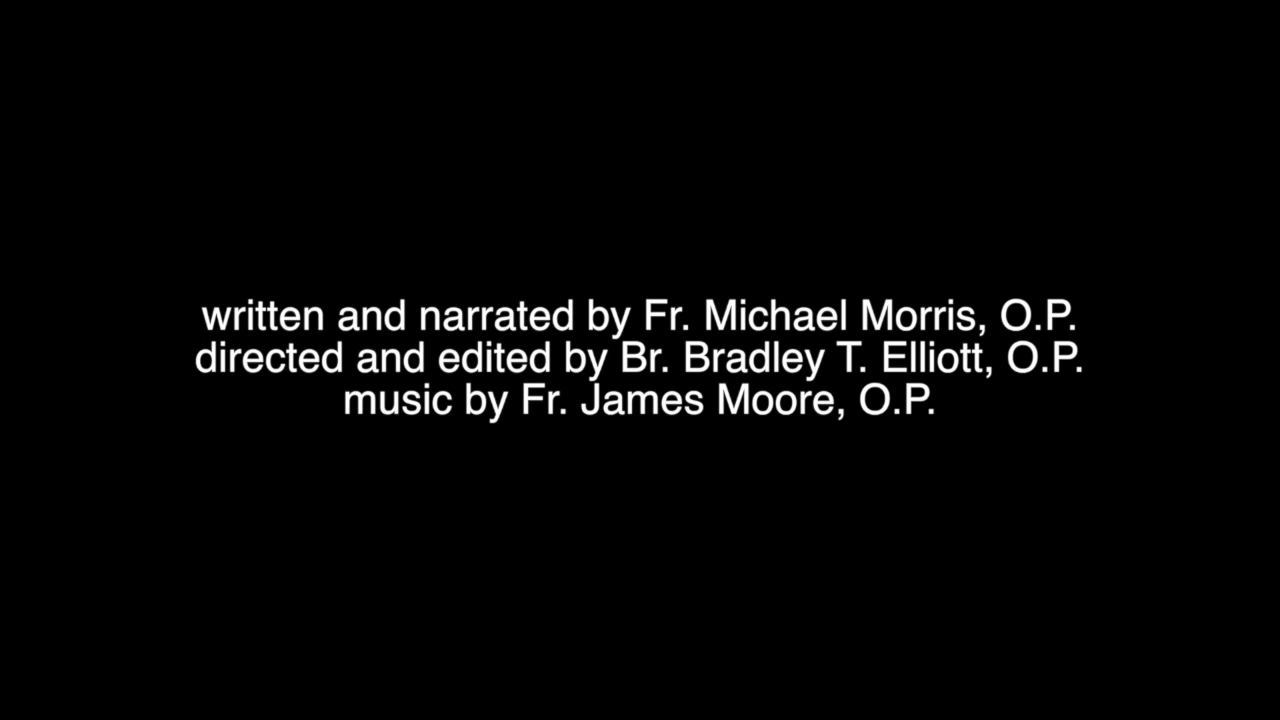 written and narrated by Fr. Michael Morris, O.P.
directed and edited by Br. Bradley T. Elliott, O.P.
music by Fr. James Moore, O.P.